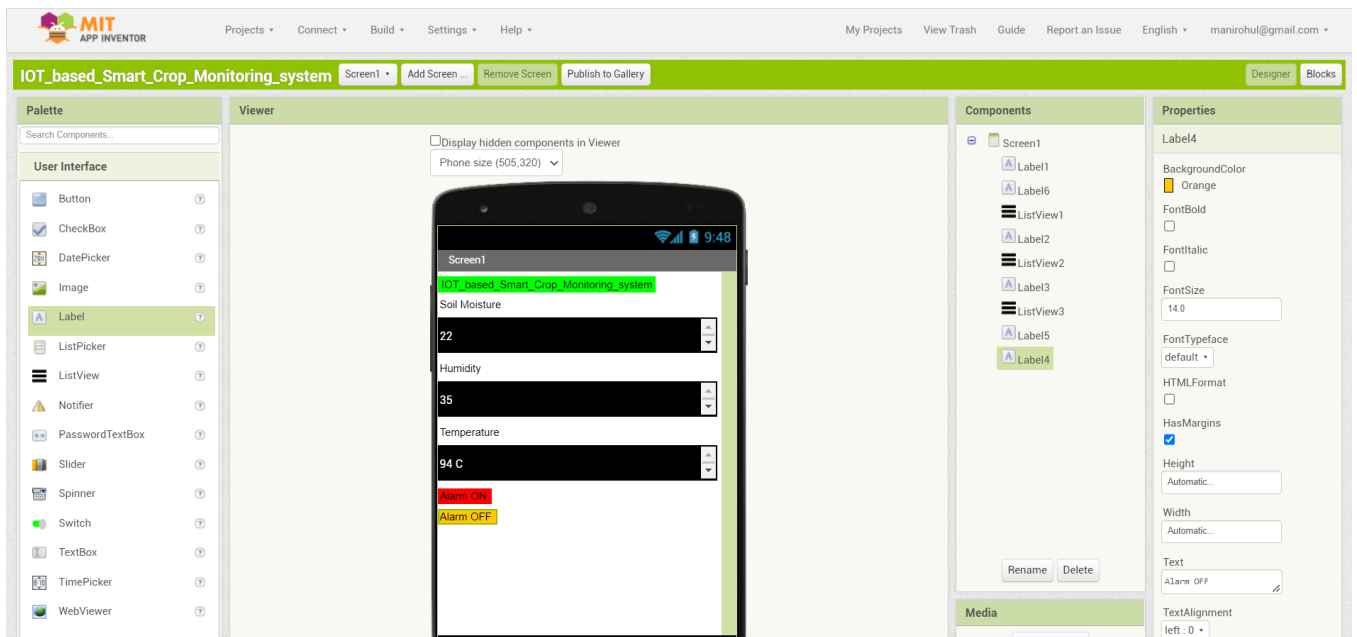 MIT
APP INVENTOR
Projects Connect Build Settings Help My Projects View Trash Guide Report an Issue English manirohul@gmail.com
IOT_based_Smart_Crop_Monitoring_system Screen1 Add Screen ... Remove Screen Publish to Gallery Designer Blocks
Palette
Search Components...
User Interface
Button
CheckBox
DatePicker
Image
Label
ListPicker
ListView
Notifier
PasswordTextBox
Slider
Spinner
Switch
TextBox
TimePicker
WebViewer
Viewer
Display hidden components in Viewer
Phone size (505,320)
9:48
Screen1
IOT_based_Smart_Crop_Monitoring_system
Soil Moisture
22
Humidity
35
Temperature
94 C
Alarm ON
Alarm OFF
Components
Screen1
Label1
Label6
ListView1
Label2
ListView2
Label3
ListView3
Label5
Label4
Rename Delete
Media
Properties
Label4
BackgroundColor
Orange
FontBold
FontItalic
FontSize
14.0
FontTypeface
default
HTMLFormat
HasMargins
Height
Automatic...
Width
Automatic...
Text
Alarm OFF
TextAlignment
left : 0